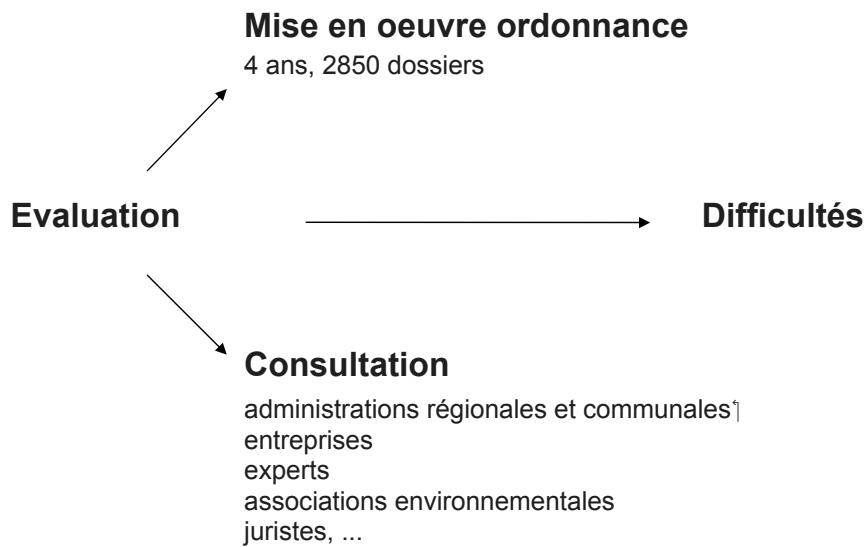 Mise en oeuvre ordonnance
4 ans, 2850 dossiers
Evaluation
Difficultés
Consultation
administrations régionales et communales
entreprises
experts
associations environnementales
juristes, ...